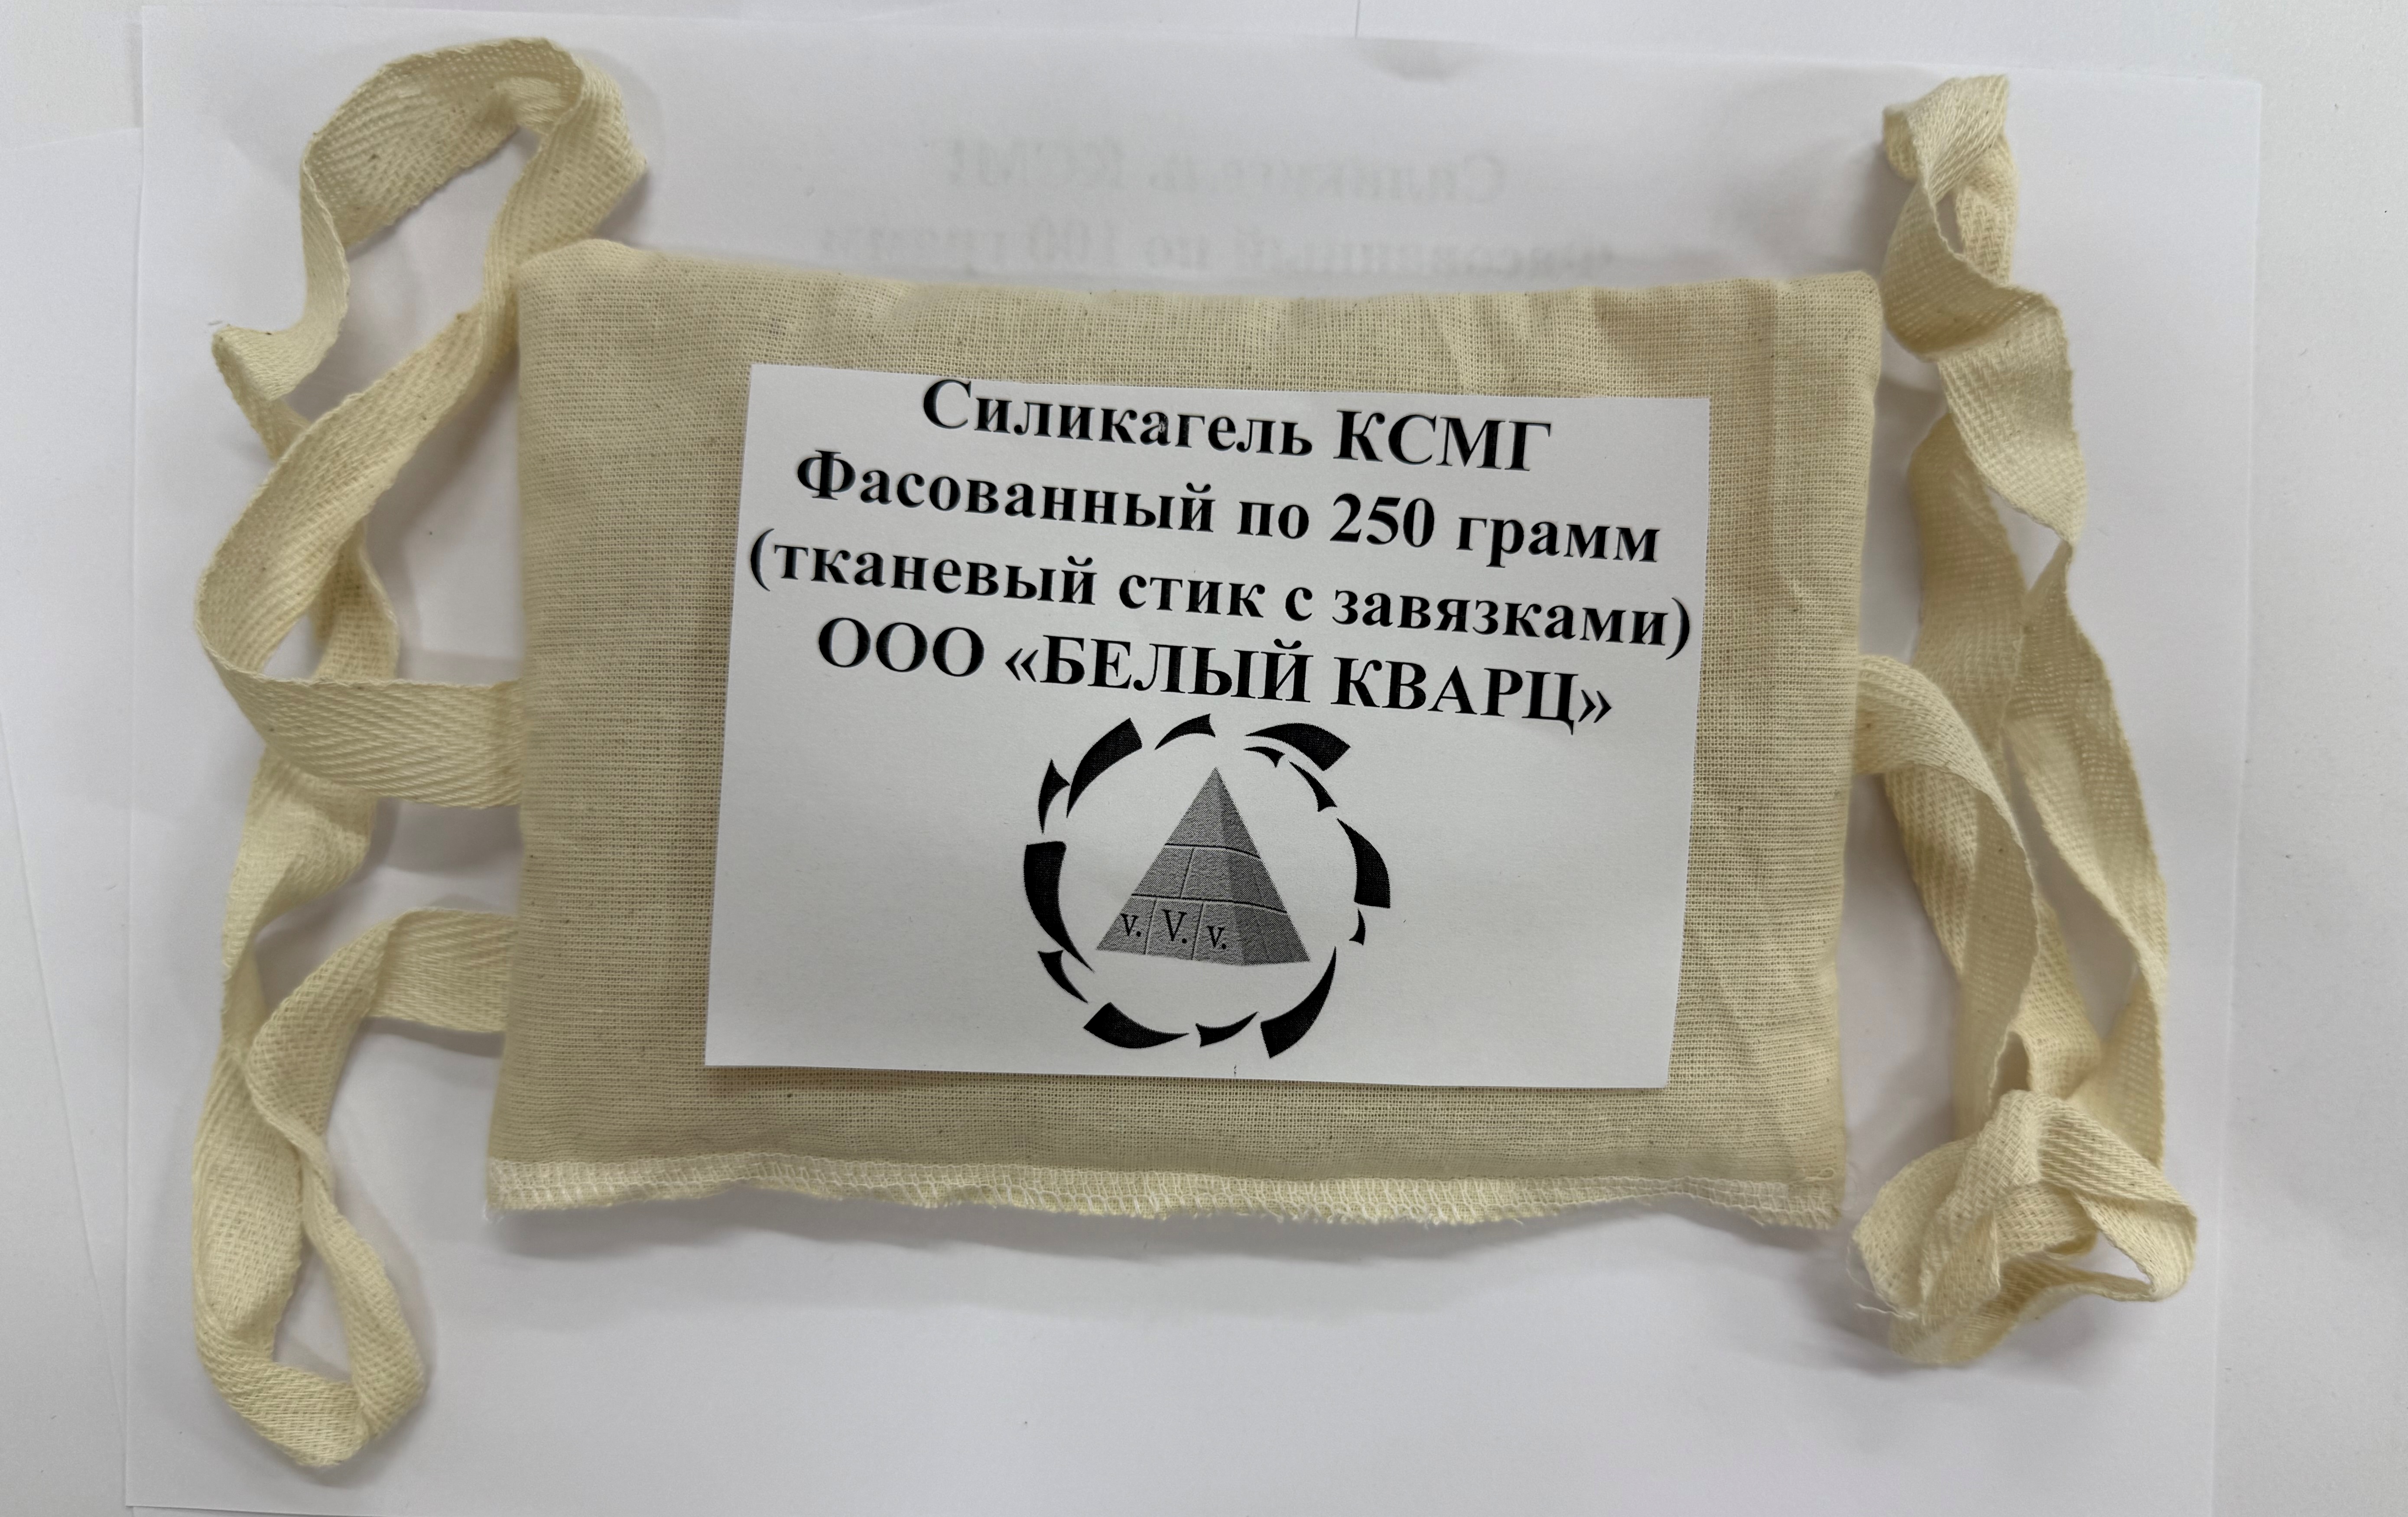 Силикагель КСМГ
Фасованный по 250 грамм
(тканевый стик с завязками)
ООО «БЕЛЫЙ КВАРЦ»
v. V. v.